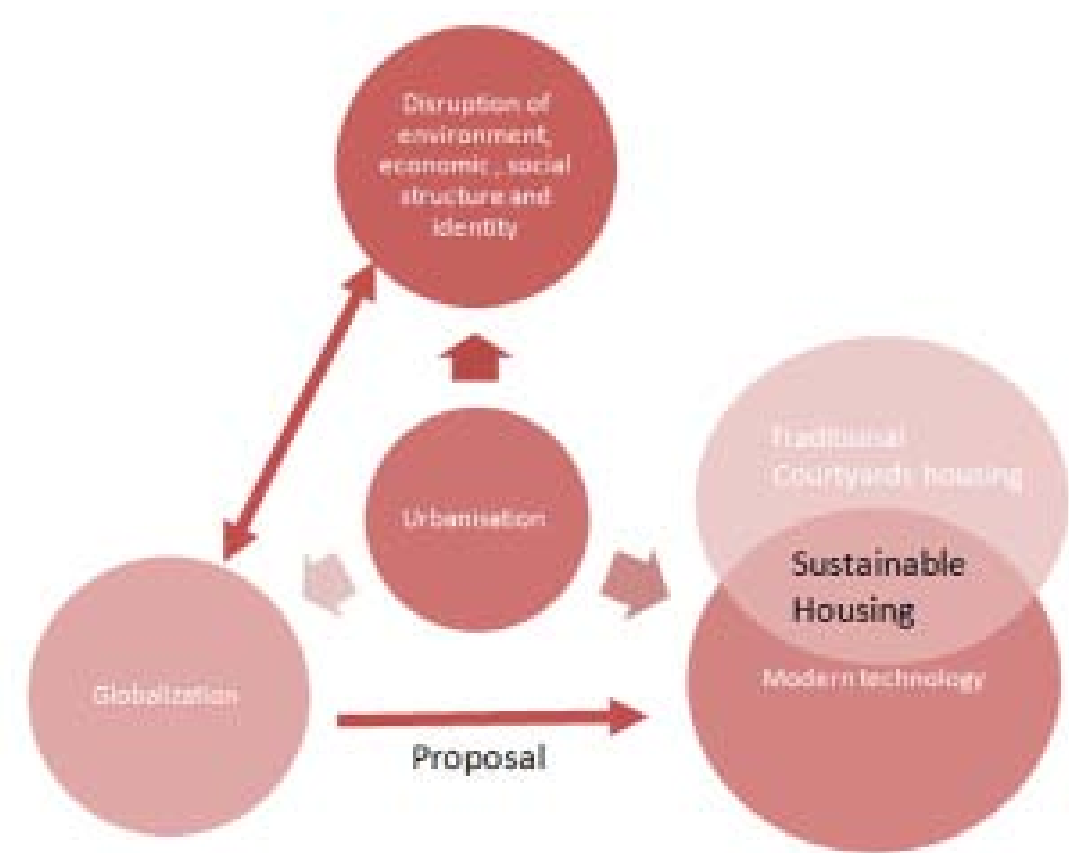 Disruption of
environment,
economic , social
structure and
identity
Urbanisation
Traditional
Courtyards housing
Sustainable
Housing
Modern technology
Globalization
Proposal